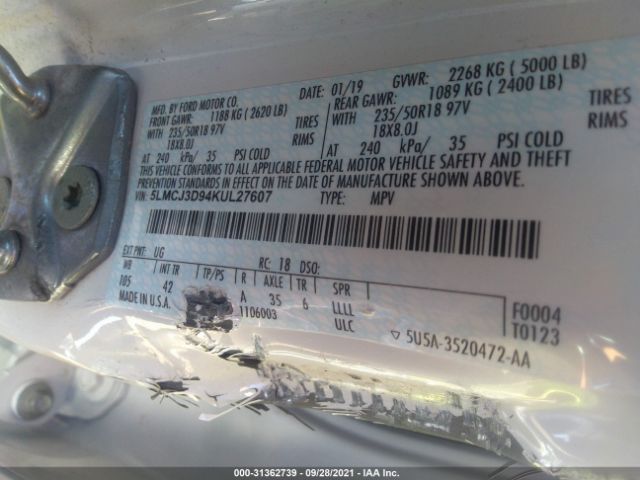 MFD. BY FORD MOTOR CO.
DATE: 01/19 GVWR: 2268 KG ( 5000 LB)
FRONT GAWR: 1188 KG ( 2620 LB) REAR GAWR: 1089 KG ( 2400 LB)
WITH 235/50R18 97V TIRES WITH 235/50R18 97V TIRES
18X8.0J RIMS 18X8.0J RIMS
AT 240 kPa/ 35 PSI COLD AT 240 kPa/ 35 PSI COLD
THIS VEHICLE CONFORMS TO ALL APPLICABLE FEDERAL MOTOR VEHICLE SAFETY AND THEFT
PREVENTION STANDARDS IN EFFECT ON THE DATE OF MANUFACTURE SHOWN ABOVE.
VIN: 5LMCJ3D94KUL27607 TYPE: MPV
EXT PNT: UG RC: 18 DSO:
WB INT TR TP/PS R AXLE TR SPR
105 42 A 35 6 LLLL F0004
MADE IN U.S.A. 1106003 ULC T0123
▽ 5U5A-3520472-AA
000-31362739 - 09/28/2021 - IAA Inc.